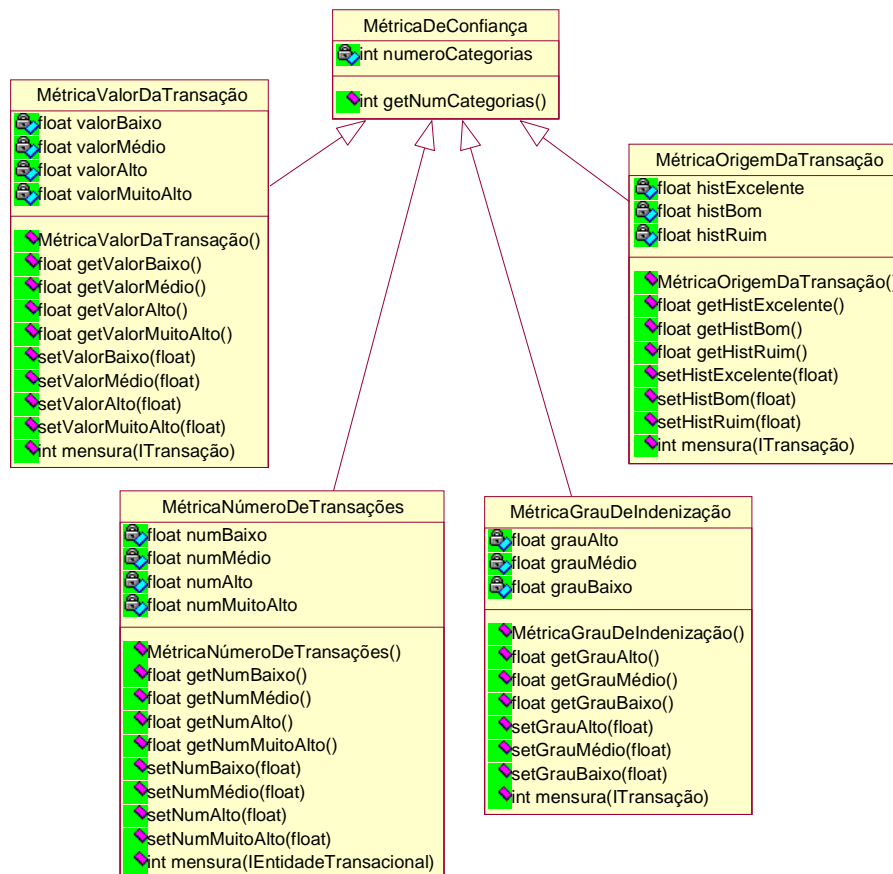 MétricaDeConfiança
int numeroCategorias
int getNumCategorias()
MétricaValorDaTransação
float valorBaixo
float valorMédio
float valorAlto
float valorMuitoAlto
MétricaValorDaTransação()
float getValorBaixo()
float getValorMédio()
float getValorAlto()
float getValorMuitoAlto()
setValorBaixo(float)
setValorMédio(float)
setValorAlto(float)
setValorMuitoAlto(float)
int mensura(ITransação)
MétricaOrigemDaTransação
float histExcelente
float histBom
float histRuim
MétricaOrigemDaTransação()
float getHistExcelente()
float getHistBom()
float getHistRuim()
setHistExcelente(float)
setHistBom(float)
setHistRuim(float)
int mensura(ITransação)
MétricaNúmeroDeTransações
float numBaixo
float numMédio
float numAlto
float numMuitoAlto
MétricaNúmeroDeTransações()
float getNumBaixo()
float getNumMédio()
float getNumAlto()
float getNumMuitoAlto()
setNumBaixo(float)
setNumMédio(float)
setNumAlto(float)
setNumMuitoAlto(float)
int mensura(IEntidadeTransacional)
MétricaGrauDeIndenização
float grauAlto
float grauMédio
float grauBaixo
MétricaGrauDeIndenização()
float getGrauAlto()
float getGrauMédio()
float getGrauBaixo()
setGrauAlto(float)
setGrauMédio(float)
setGrauBaixo(float)
int mensura(ITransação)